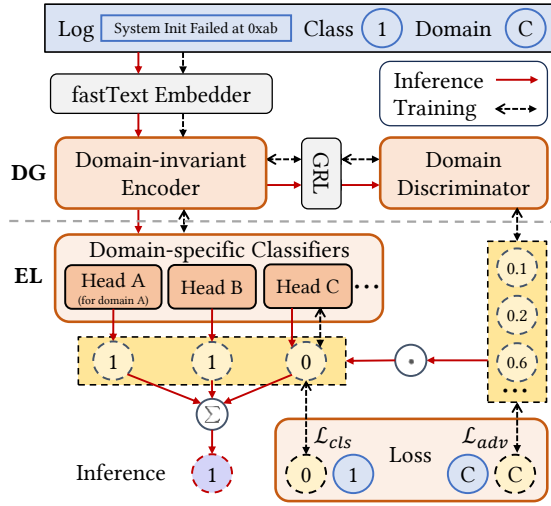 Log System Init Failed at 0xab Class 1 Domain C
fastText Embedder
Inference
Training
DG
Domain-invariant
Encoder
GRL
Domain
Discriminator
Domain-specific Classifiers
EL
Head A
(for domain A)
Head B
Head C
...
0.1
0.2
0.6
...
1 1 0
·
Σ
Inference 1
ℒcls
Loss
ℒadv
0 1 C C